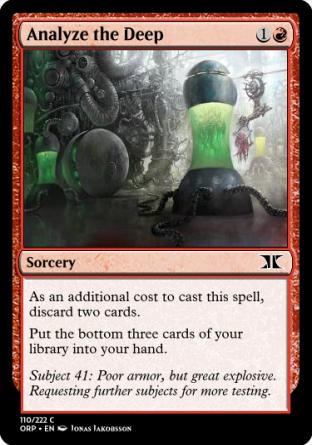 Analyze the Deep 1
Sorcery
As an additional cost to cast this spell,
discard two cards.
Put the bottom three cards of your
library into your hand.
Subject 41: Poor armor, but great explosive.
Requesting further subjects for more testing.
110/222 C
ORP • EN Jonas Jakobsson